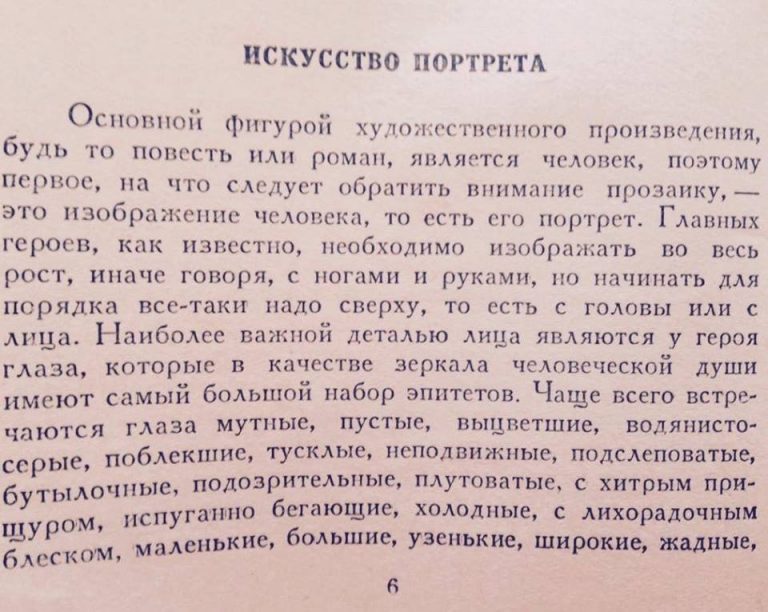 ИСКУССТВО ПОРТРЕТА
Основной фигурой художественного произведения,
будь то повесть или роман, является человек, поэтому
первое, на что следует обратить внимание прозаику, —
это изображение человека, то есть его портрет. Главных
героев, как известно, необходимо изображать во весь
рост, иначе говоря, с ногами и руками, но начинать для
порядка все-таки надо сверху, то есть с головы или с
лица. Наиболее важной деталью лица являются у героя
глаза, которые в качестве зеркала человеческой души
имеют самый большой набор эпитетов. Чаще всего встре-
чаются глаза мутные, пустые, выцветшие, водянисто-
серые, поблекшие, тусклые, неподвижные, подслеповатые,
бутылочные, подозрительные, плутоватые, с хитрым при-
щуром, испуганно бегающие, холодные, с лихорадочным
блеском, маленькие, большие, узенькие, широкие, жадные,
6